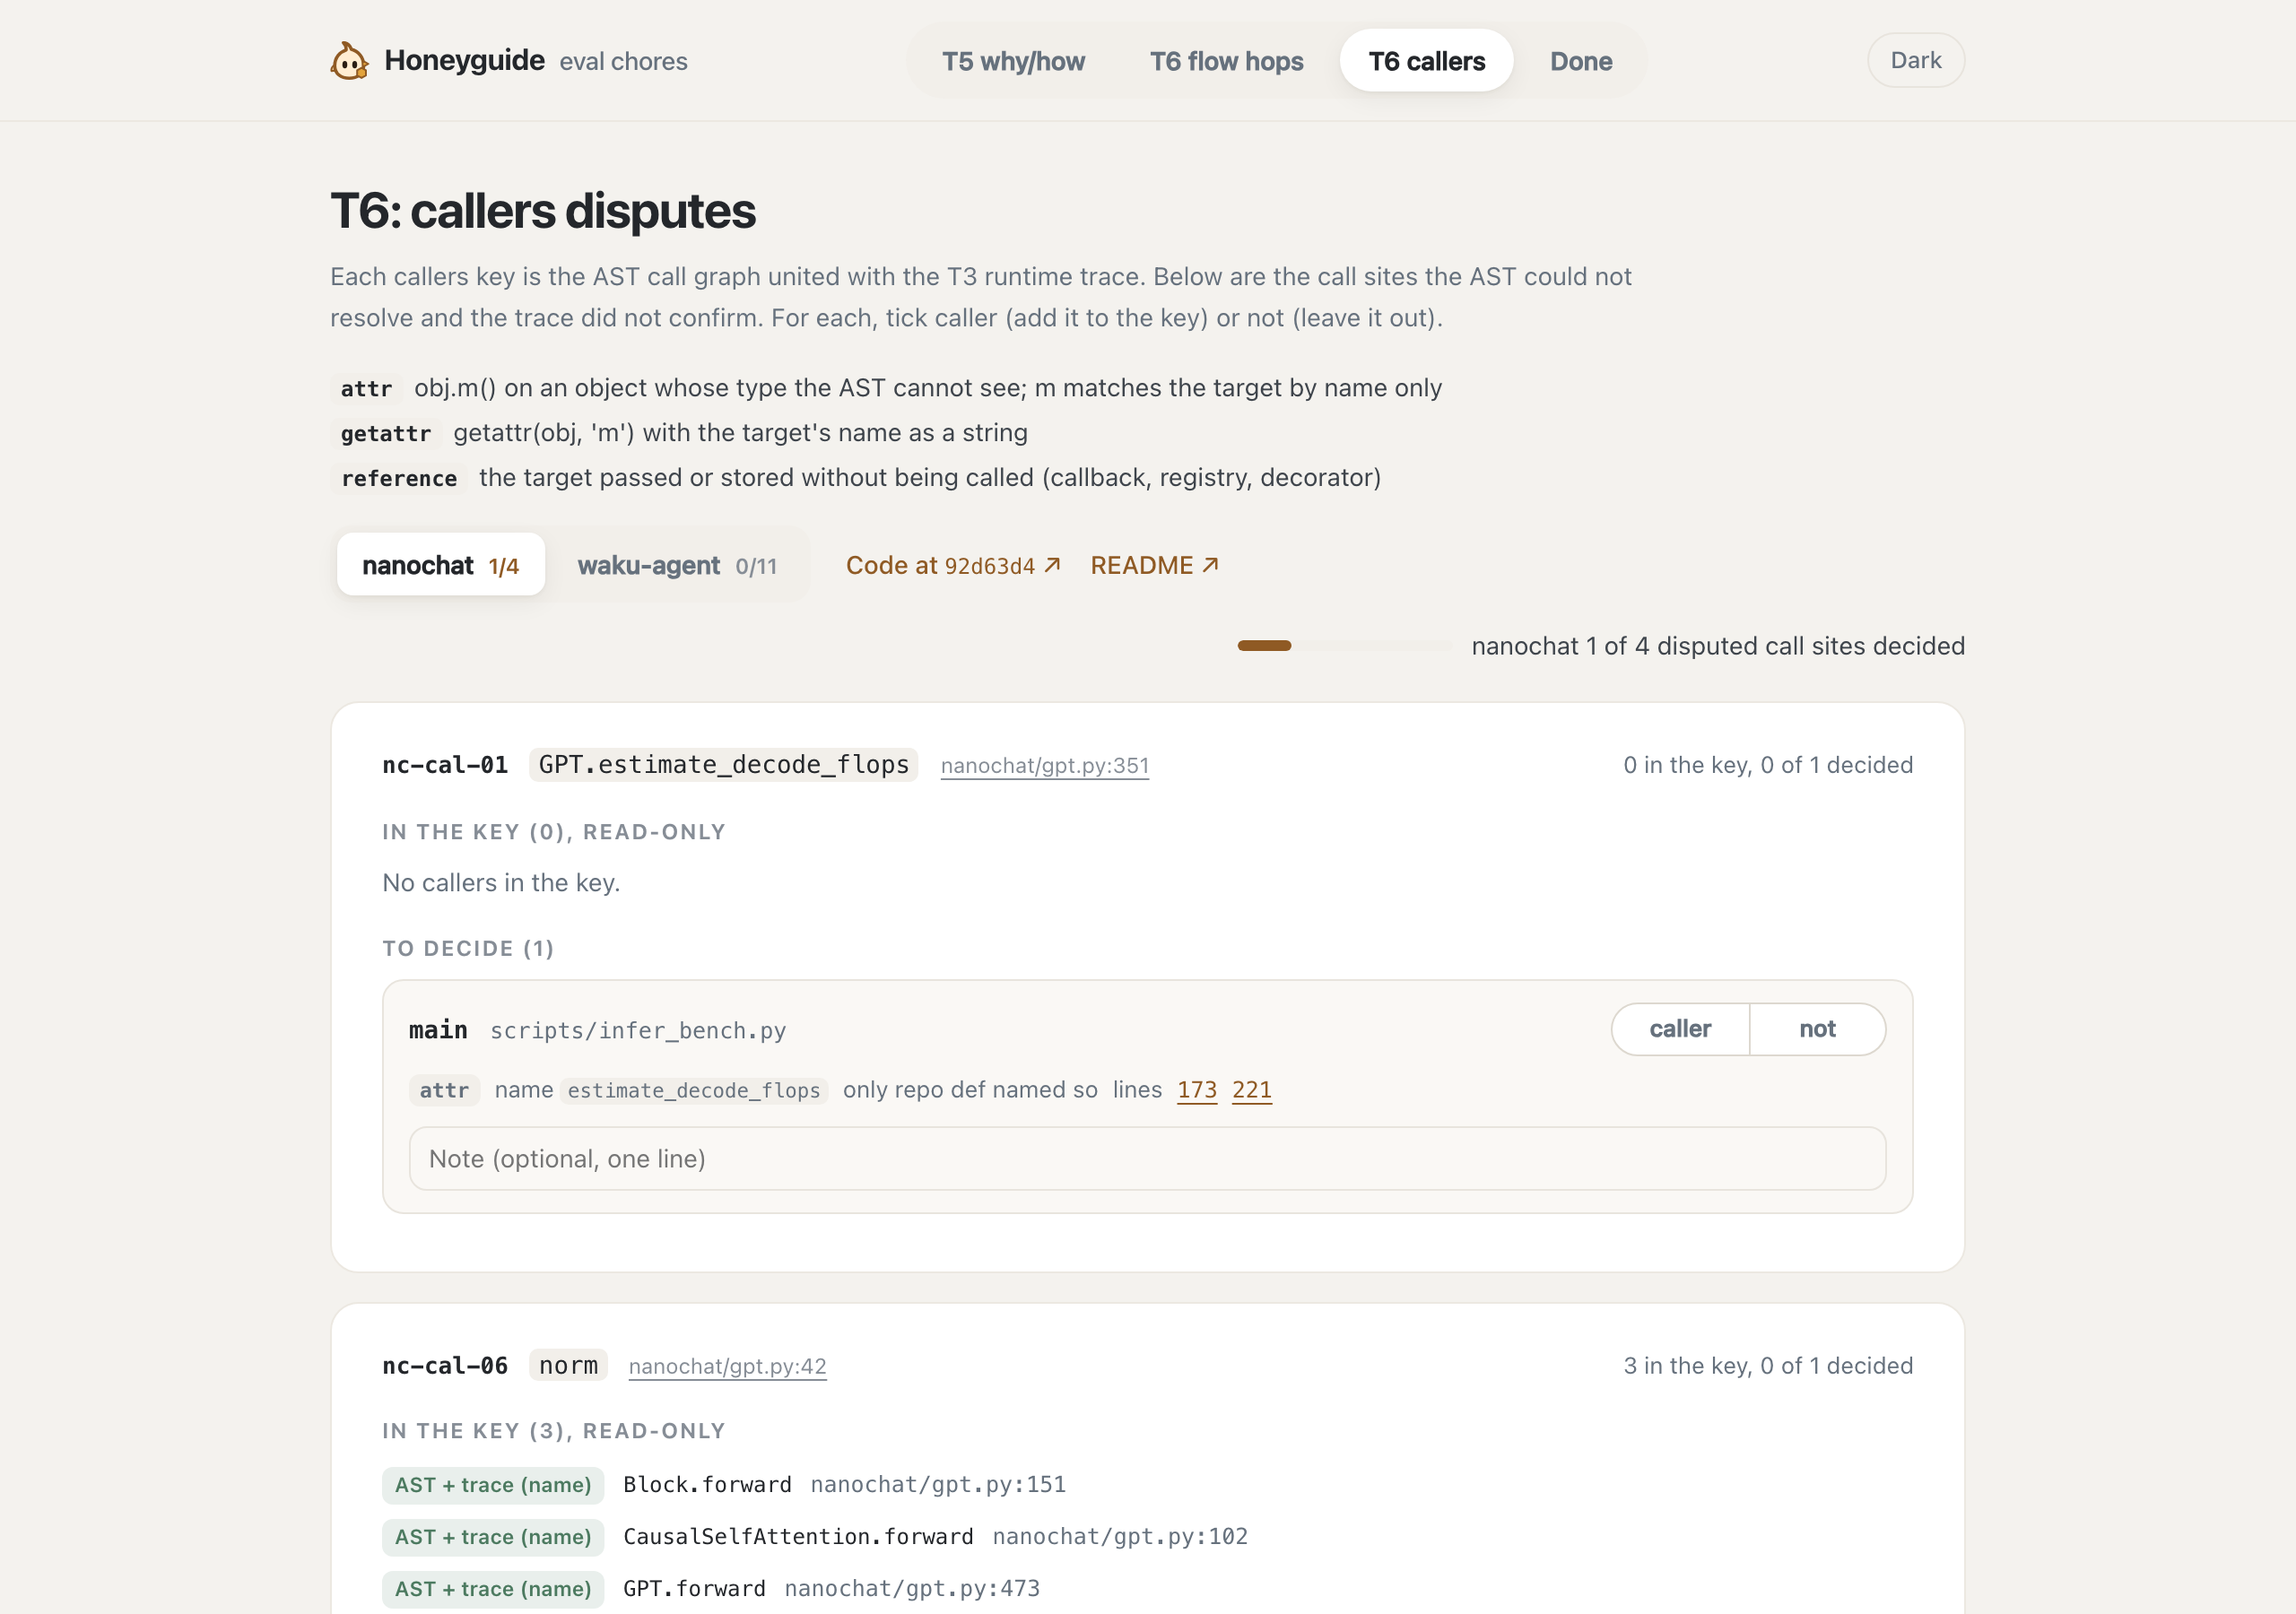 Honeyguide eval chores
T5 why/how
T6 flow hops
T6 callers
Done
Dark
T6: callers disputes
Each callers key is the AST call graph united with the T3 runtime trace. Below are the call sites the AST could not
resolve and the trace did not confirm. For each, tick caller (add it to the key) or not (leave it out).
attr obj.m() on an object whose type the AST cannot see; m matches the target by name only
getattr getattr(obj, 'm') with the target's name as a string
reference the target passed or stored without being called (callback, registry, decorator)
nanochat 1/4
waku-agent 0/11
Code at 92d63d4 ↗
README ↗
nanochat 1 of 4 disputed call sites decided
nc-cal-01 GPT.estimate_decode_flops nanochat/gpt.py:351
0 in the key, 0 of 1 decided
IN THE KEY (0), READ-ONLY
No callers in the key.
TO DECIDE (1)
main scripts/infer_bench.py
caller
not
attr name estimate_decode_flops only repo def named so lines 173 221
Note (optional, one line)
nc-cal-06 norm nanochat/gpt.py:42
3 in the key, 0 of 1 decided
IN THE KEY (3), READ-ONLY
AST + trace (name) Block.forward nanochat/gpt.py:151
AST + trace (name) CausalSelfAttention.forward nanochat/gpt.py:102
AST + trace (name) GPT.forward nanochat/gpt.py:473